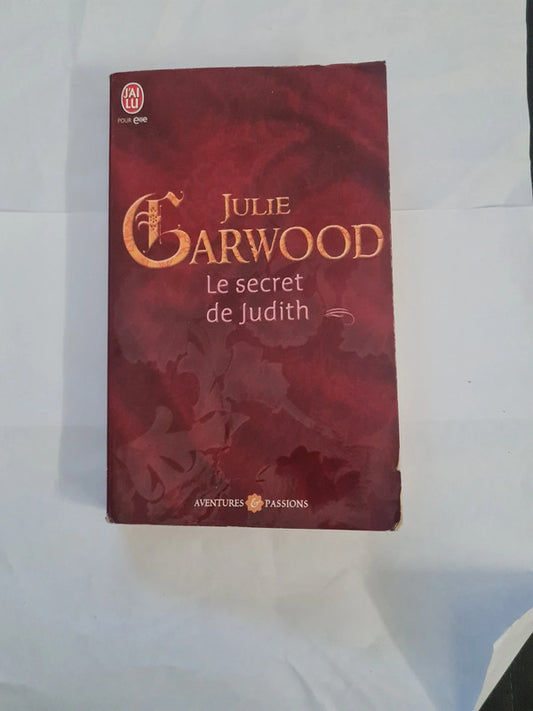 J'AI
LU
POUR elle
JULIE
GARWOOD
Le secret
de Judith
AVENTURES & PASSIONS